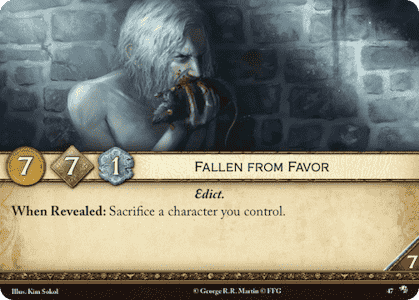 7 7 1 FALLEN FROM FAVOR
Edict.
When Revealed: Sacrifice a character you control.
7
Illus. Kim Sokol © George R.R. Martin © FFG 47